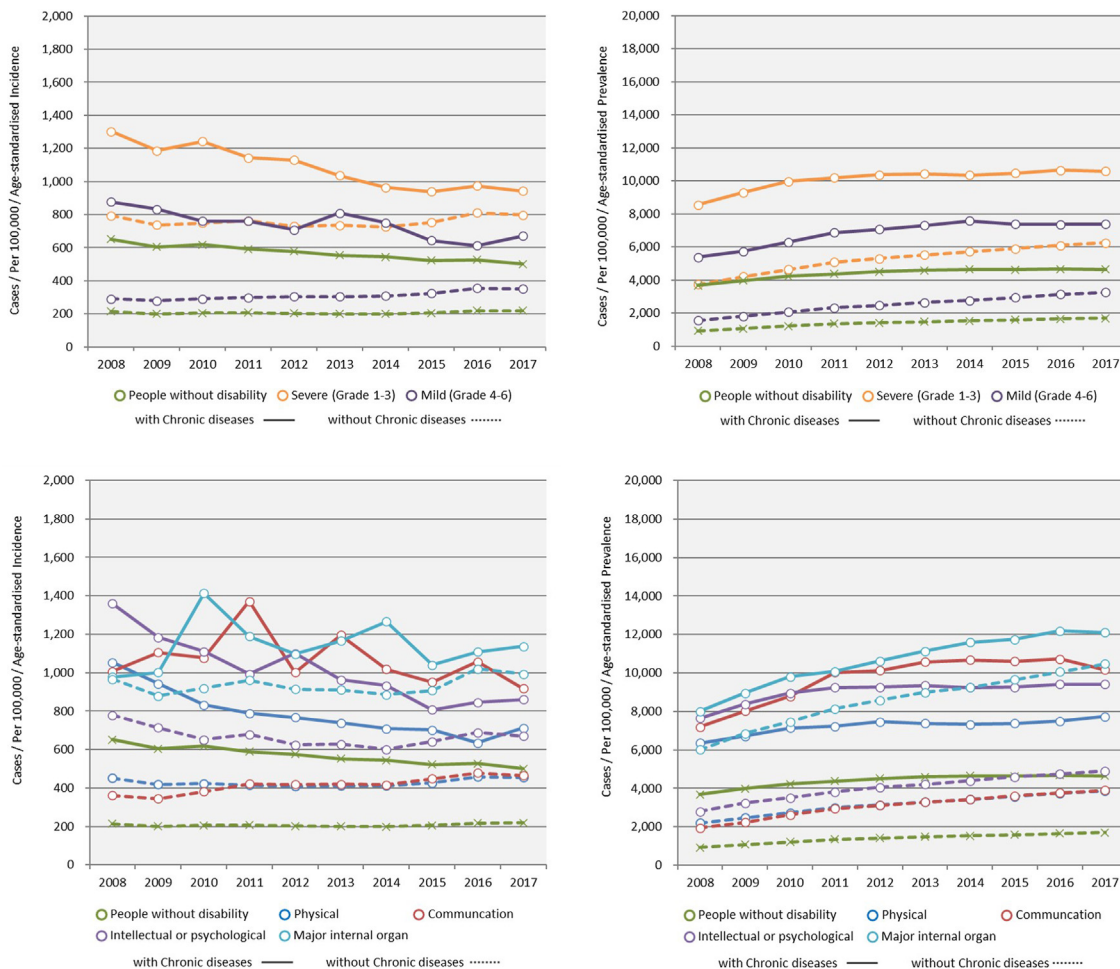 Cases / Per 100,000 / Age-standardised Incidence
2,000
1,800
1,600
1,400
1,200
1,000
800
600
400
200
0
2008 2009 2010 2011 2012 2013 2014 2015 2016 2017
People without disability Severe (Grade 1-3) Mild (Grade 4-6)
with Chronic diseases without Chronic diseases
Cases / Per 100,000 / Age-standardised Prevalence
20,000
18,000
16,000
14,000
12,000
10,000
8,000
6,000
4,000
2,000
0
2008 2009 2010 2011 2012 2013 2014 2015 2016 2017
People without disability Severe (Grade 1-3) Mild (Grade 4-6)
with Chronic diseases without Chronic diseases
Cases / Per 100,000 / Age-standardised Incidence
2,000
1,800
1,600
1,400
1,200
1,000
800
600
400
200
0
2008 2009 2010 2011 2012 2013 2014 2015 2016 2017
People without disability Physical Communcation
Intellectual or psychological Major internal organ
with Chronic diseases without Chronic diseases
Cases / Per 100,000 / Age-standardised Prevalence
20,000
18,000
16,000
14,000
12,000
10,000
8,000
6,000
4,000
2,000
0
2008 2009 2010 2011 2012 2013 2014 2015 2016 2017
People without disability Physical Communcation
Intellectual or psychological Major internal organ
with Chronic diseases without Chronic diseases